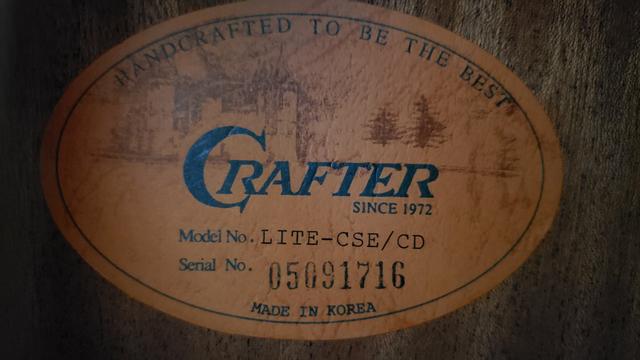 HANDCRAFTED TO BE THE BEST
CRAFTER
SINCE 1972
Model No. LITE-CSE/CD
Serial No. 05091716
MADE IN KOREA